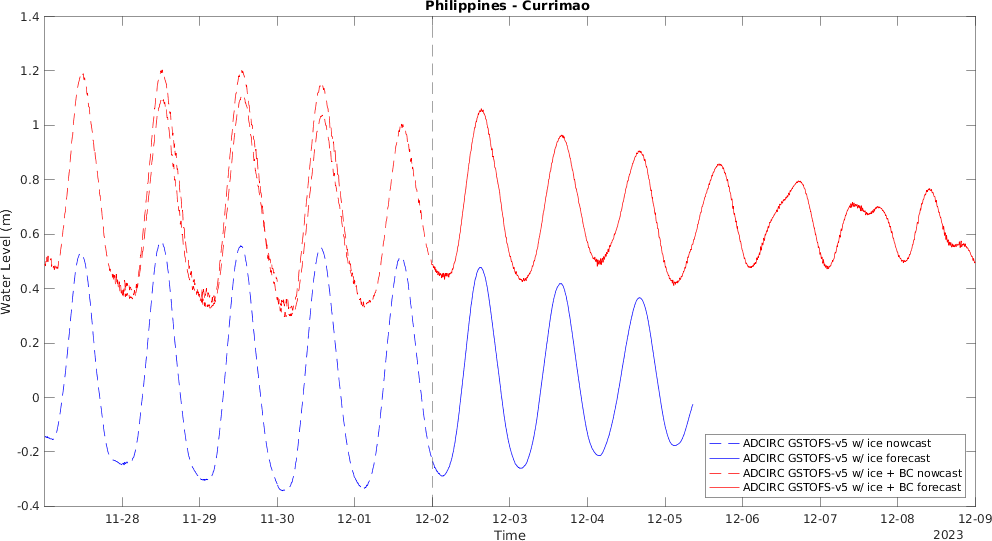 Philippines - Currimao
Water Level (m)
1.4
1.2
1
0.8
0.6
0.4
0.2
0
-0.2
-0.4
ADCIRC GSTOFS-v5 w/ ice nowcast
ADCIRC GSTOFS-v5 w/ ice forecast
ADCIRC GSTOFS-v5 w/ ice + BC nowcast
ADCIRC GSTOFS-v5 w/ ice + BC forecast
11-28 11-29 11-30 12-01 12-02 12-03 12-04 12-05 12-06 12-07 12-08 12-09
Time
2023